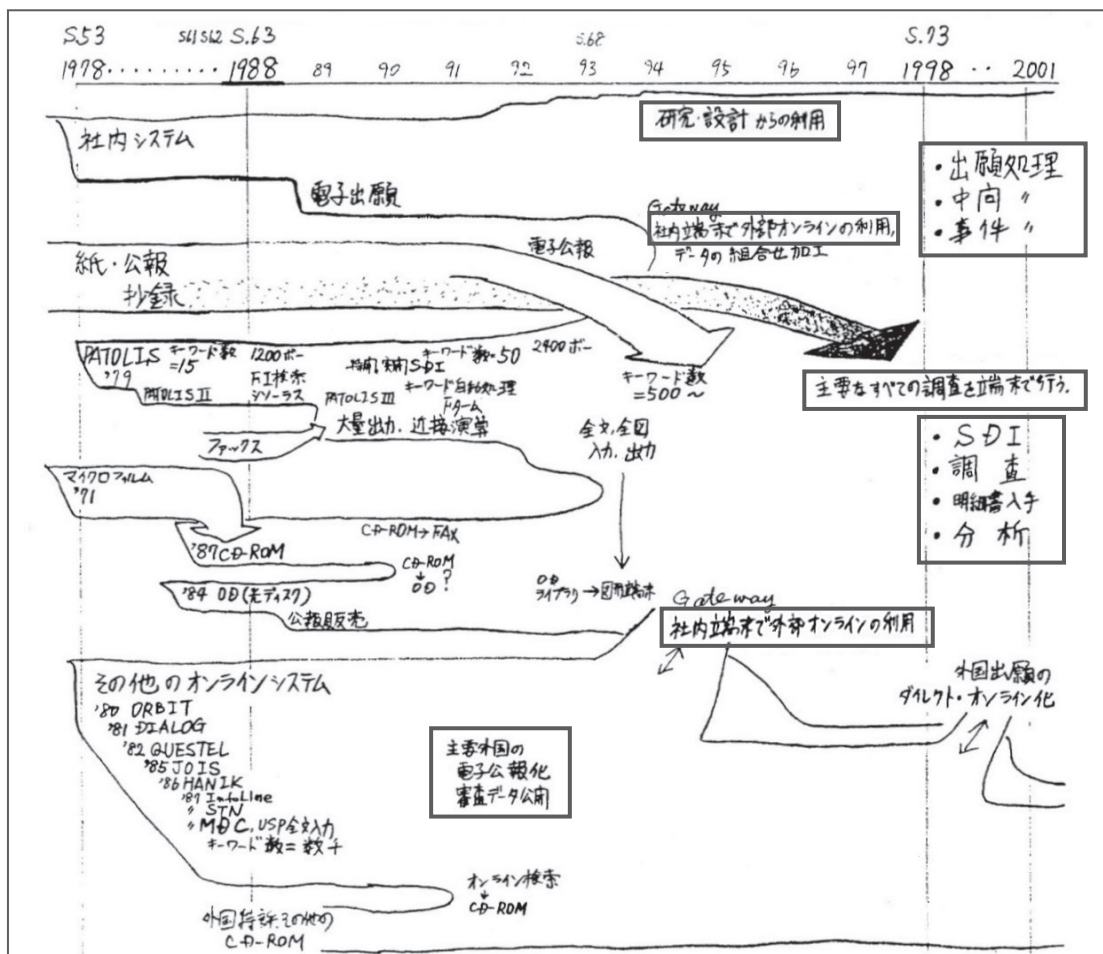 S.53 S61 S62 S.63 S.68 S.73
1978・・・・・・・・・1988 89 90 91 92 93 94 95 96 97 1998・・2001
研究・設計からの利用
社内システム
・出願処理
・中間 〃
・事件 〃
電子出願
Gateway
社内端末で外部オンラインの利用,
データの組合せ加工
電子公報
紙・公報
抄録
PATOLIS
'79
キーワード数
=15
1200ボー
FI検索
シソーラス
SDI
キーワード数=50
2400ボー
キーワード数
=500〜
主要なすべての調査を端末で行う.
PATOLIS II
PATOLIS III
キーワード自動処理
Fターム
大量出力、近接演算
ファックス
全文,全図
入力,出力
・SDI
・調査
・明細書入手
・分析
マイクロフィルム
'71
CD-ROM→FAX
'87CD-ROM
CD-ROM
↓
OD
?
'84 OD(光ディスク)
OD
ライブラリ→図形端末
公報販売
Gateway
社内端末で外部オンラインの利用
外国出願の
ダイレクト・オンライン化
その他のオンラインシステム
'80 ORBIT
'81 DIALOG
'82 QUESTEL
'85 JOIS
'86 HANIK
'87 InfoLine
〃 STN
〃 MDC, USP全文入力
キーワード数=数千
主要外国の
電子公報化
審査データ公開
オンライン検索
↓
CD-ROM
外国特許,その他の
CD-ROM